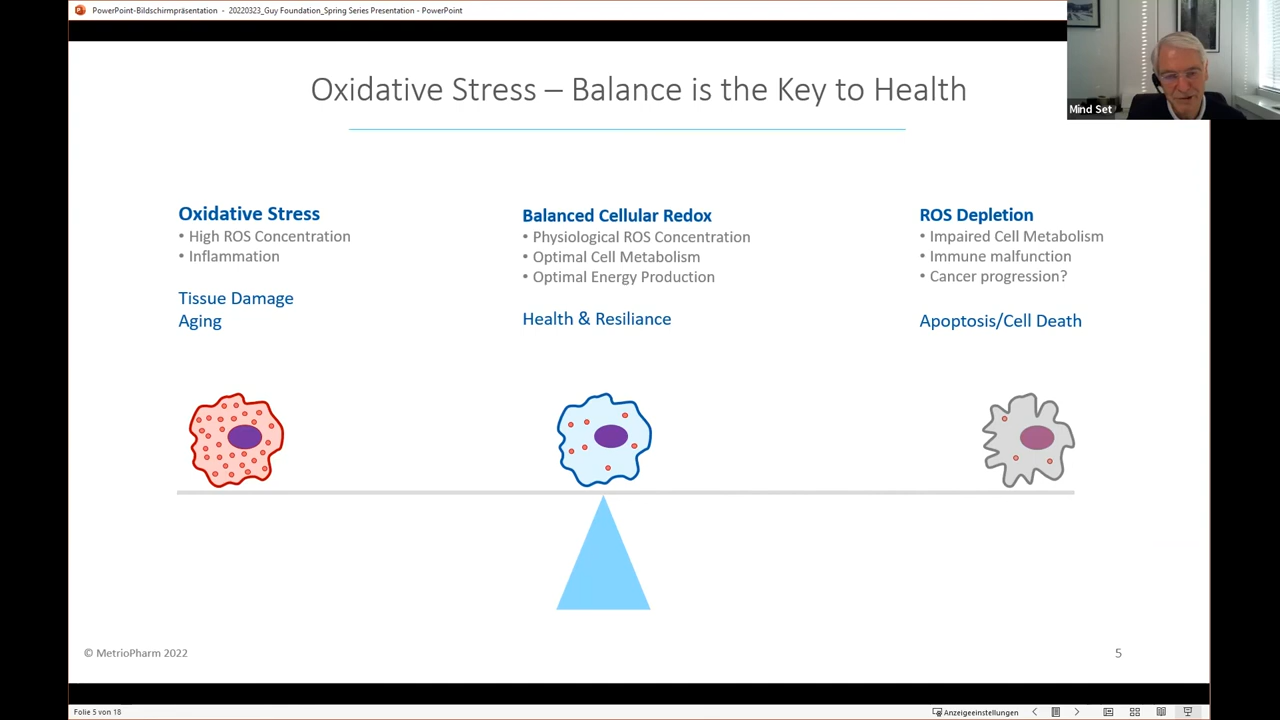 PowerPoint-Bildschirmpräsentation - 20220323_Guy Foundation_Spring Series Presentation - PowerPoint
Mind Set
Oxidative Stress – Balance is the Key to Health
Oxidative Stress
• High ROS Concentration
• Inflammation
Tissue Damage
Aging
Balanced Cellular Redox
• Physiological ROS Concentration
• Optimal Cell Metabolism
• Optimal Energy Production
Health & Resiliance
ROS Depletion
• Impaired Cell Metabolism
• Immune malfunction
• Cancer progression?
Apoptosis/Cell Death
© MetrioPharm 2022
5
Folie 5 von 18
Anzeigeeinstellungen